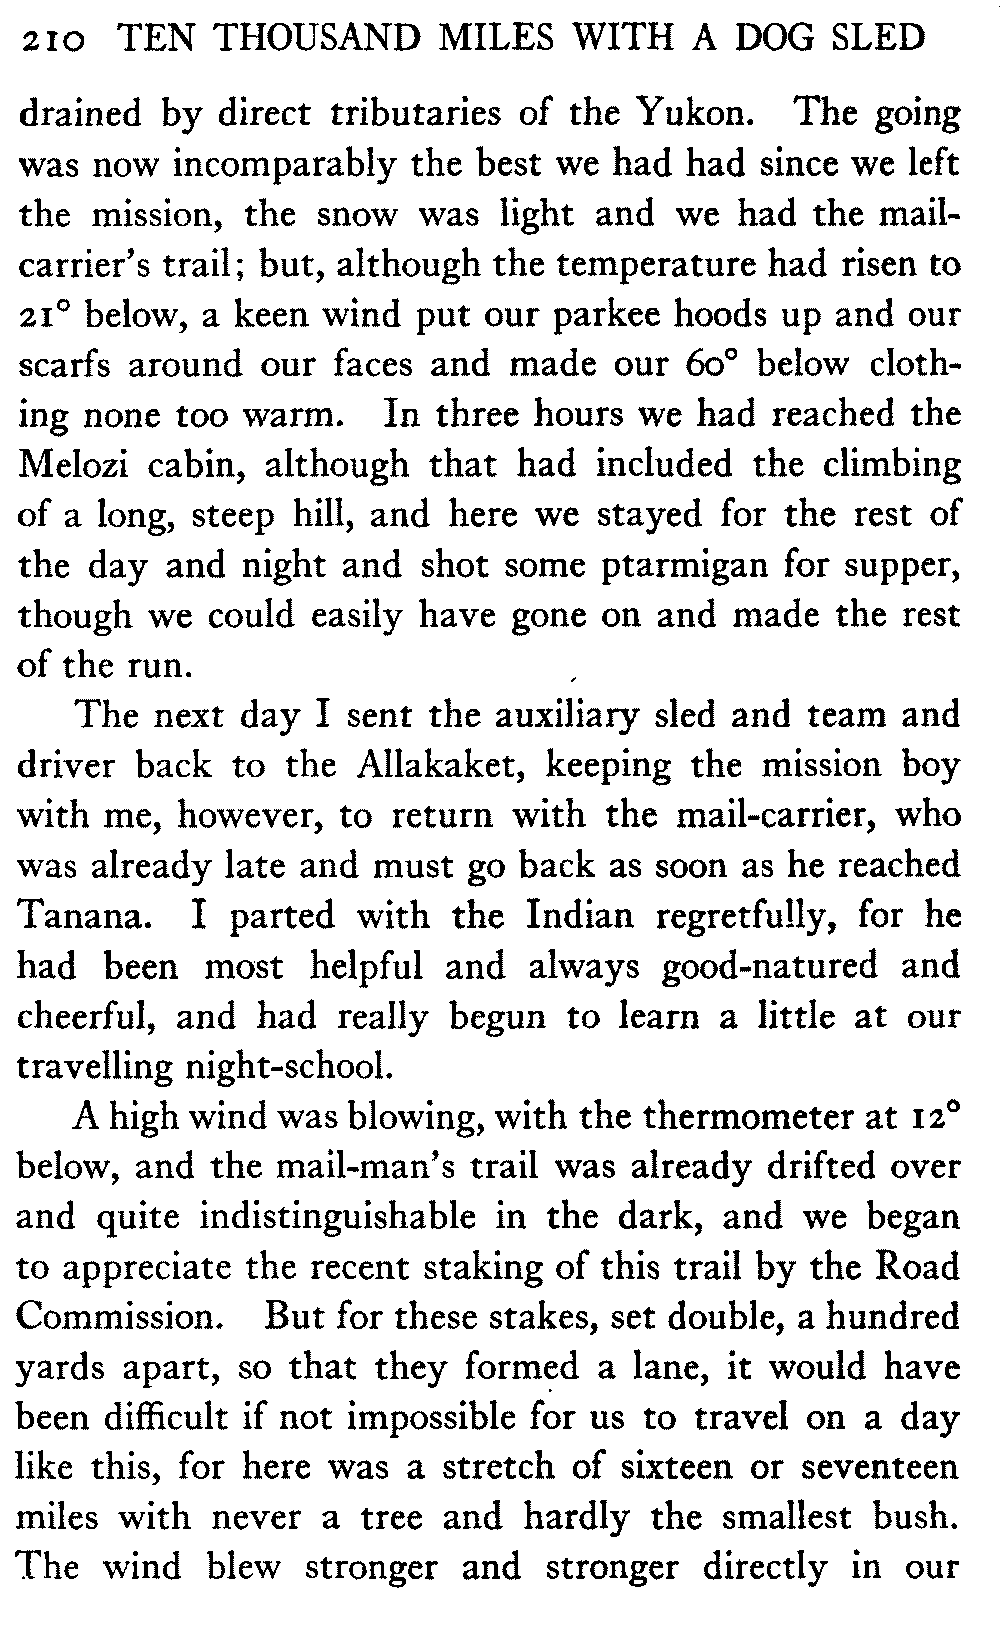 210 TEN THOUSAND MILES WITH A DOG SLED
drained by direct tributaries of the Yukon. The going
was now incomparably the best we had had since we left
the mission, the snow was light and we had the mail-
carrier's trail; but, although the temperature had risen to
21° below, a keen wind put our parkee hoods up and our
scarfs around our faces and made our 60° below cloth-
ing none too warm. In three hours we had reached the
Melozi cabin, although that had included the climbing
of a long, steep hill, and here we stayed for the rest of
the day and night and shot some ptarmigan for supper,
though we could easily have gone on and made the rest
of the run.
The next day I sent the auxiliary sled and team and
driver back to the Allakaket, keeping the mission boy
with me, however, to return with the mail-carrier, who
was already late and must go back as soon as he reached
Tanana. I parted with the Indian regretfully, for he
had been most helpful and always good-natured and
cheerful, and had really begun to learn a little at our
travelling night-school.
A high wind was blowing, with the thermometer at 12°
below, and the mail-man's trail was already drifted over
and quite indistinguishable in the dark, and we began
to appreciate the recent staking of this trail by the Road
Commission. But for these stakes, set double, a hundred
yards apart, so that they formed a lane, it would have
been difficult if not impossible for us to travel on a day
like this, for here was a stretch of sixteen or seventeen
miles with never a tree and hardly the smallest bush.
The wind blew stronger and stronger directly in our